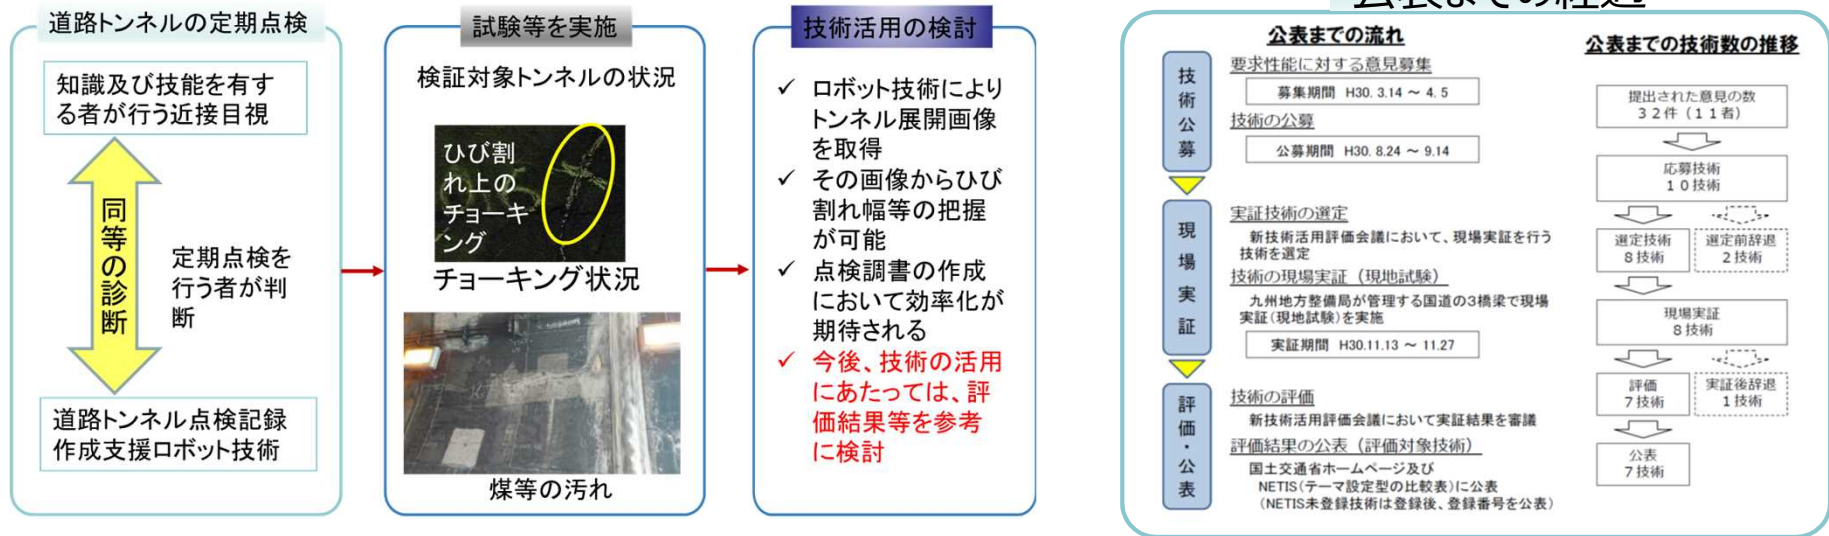 道路トンネルの定期点検
知識及び技能を有す
る者が行う近接目視
同等の診断
定期点検を
行う者が判
断
道路トンネル点検記録
作成支援ロボット技術
試験等を実施
検証対象トンネルの状況
ひび割
れ上の
チョーキ
ング
チョーキング状況
煤等の汚れ
技術活用の検討
✓ ロボット技術により
トンネル展開画像
を取得
✓ その画像からひび
割れ幅等の把握
が可能
✓ 点検調書の作成
において効率化が
期待される
✓ 今後、技術の活用
にあたっては、評
価結果等を参考
に検討
公表までの経過
公表までの流れ
技術公募
要求性能に対する意見募集
募集期間 H30. 3.14 ～ 4. 5
技術の公募
公募期間 H30. 8.24 ～ 9.14
現場実証
実証技術の選定
新技術活用評価会議において、現場実証を行う
技術を選定
技術の現場実証（現地試験）
九州地方整備局が管理する国道の3橋梁で現場
実証（現地試験）を実施
実証期間 H30.11.13 ～ 11.27
評価・公表
技術の評価
新技術活用評価会議において実証結果を審議
評価結果の公表（評価対象技術）
国土交通省ホームページ及び
NETIS（テーマ設定型の比較表）に公表
（NETIS未登録技術は登録後、登録番号を公表）
公表までの技術数の推移
提出された意見の数
３２件（１１者）
応募技術
１０技術
選定技術
８技術
選定前辞退
２技術
現場実証
８技術
評価
７技術
実証後辞退
１技術
公表
７技術